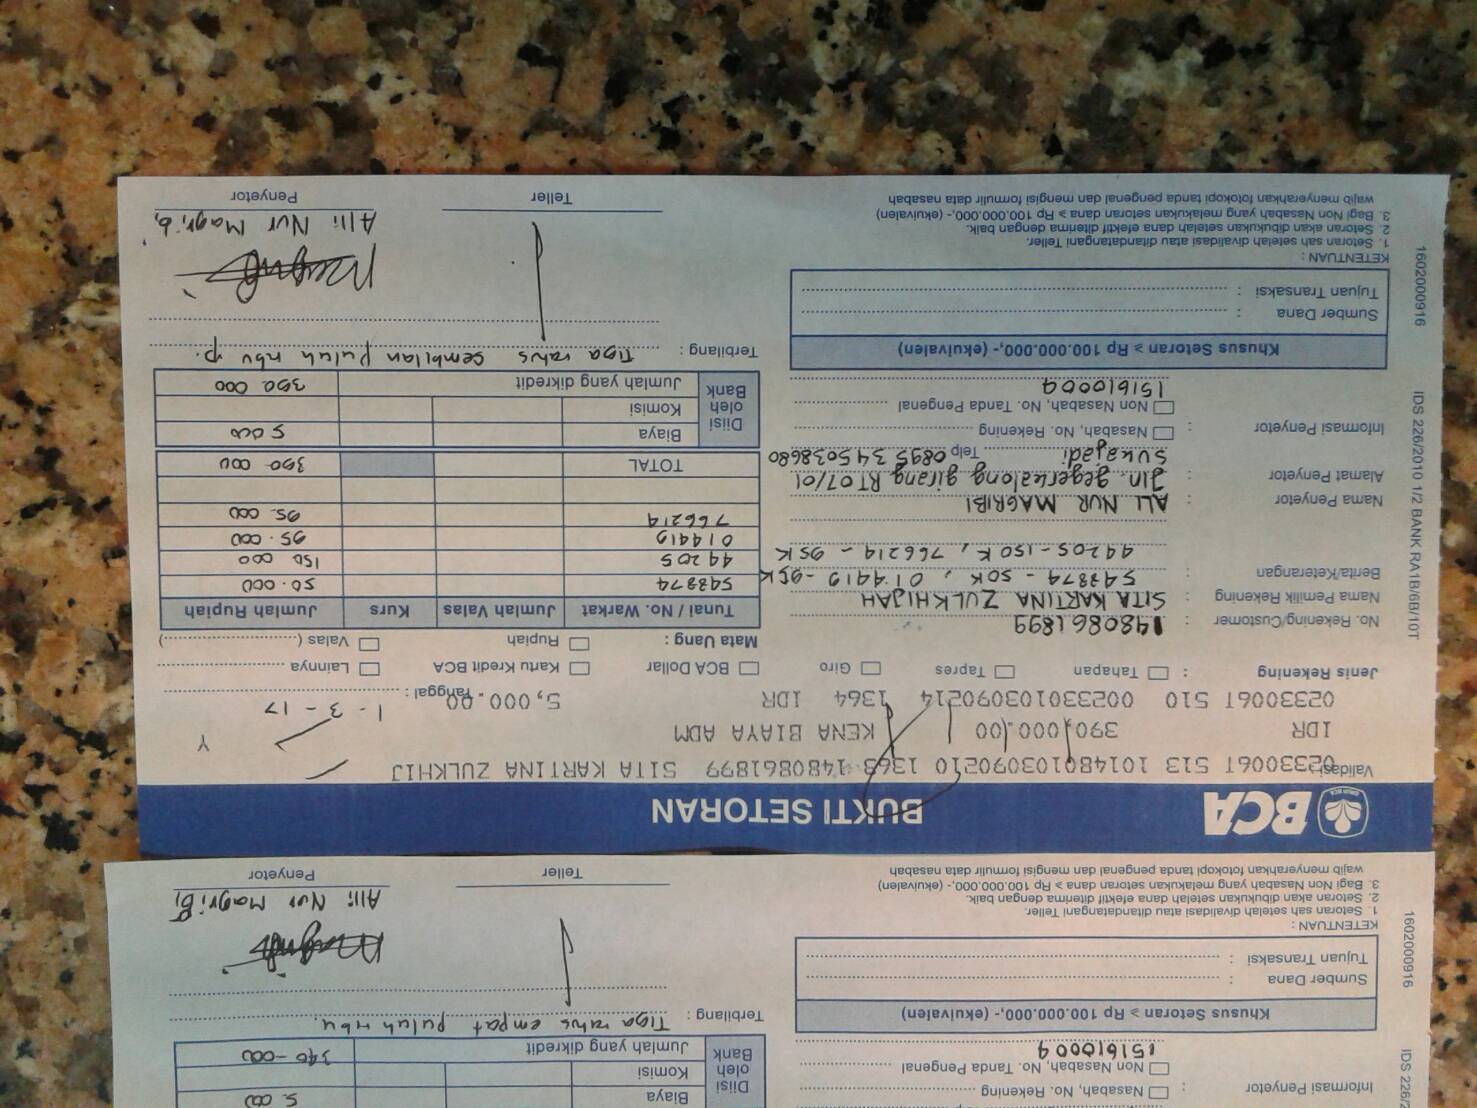 IDS 226/2
Informasi Penyetor : Nasabah, No. Rekening
Non Nasabah, No. Tanda Pengenal
151610009
Khusus Setoran ≥ Rp 100.000.000,- (ekuivalen)
Sumber Dana :
Tujuan Transaksi :
1602000916
KETENTUAN :
1. Setoran sah setelah divalidasi atau ditandatangani Teller.
2. Setoran akan dibukukan setelah dana efektif diterima dengan baik.
3. Bagi Non Nasabah yang melakukan setoran dana ≥ Rp 100.000.000,- (ekuivalen)
wajib menyerahkan fotokopi tanda pengenal dan mengisi formulir data nasabah
Diisi oleh Bank
Biaya 5.000
Komisi
Jumlah yang dikredit 340-000
Terbilang : Tiga ratus empat puluh ribu.
Alli Nur Magribi
Teller Penyetor
BCA BUKTI SETORAN
Validasi : 0233006T S13 101480103090210 1363 1480861899 SITA KARTINA ZULKHIJ
IDR 390,000.00 KENA BIAYA ADM Y
0233006T S10 002330103090214 1364 IDR 5,000.00
Tanggal : 1-3-17
Jenis Rekening : Tahapan Tapres Giro BCA Dollar Kartu Kredit BCA Lainnya
Mata Uang : Rupiah Valas ( )
No. Rekening/Customer : 1480861899
Nama Pemilik Rekening : SITA KARTINA ZULKHIJAH
Berita/Keterangan : 548874 - 50K, 014419 - 95K
44205 - 150K, 766214 - 95K
Nama Penyetor : ALI NUR MAGRIBI
Alamat Penyetor : Jln. gegerkalong girang RT 07/01
sukajadi Telp 0895 345038680
Informasi Penyetor : Nasabah, No. Rekening
Non Nasabah, No. Tanda Pengenal
151610009
Khusus Setoran ≥ Rp 100.000.000,- (ekuivalen)
Sumber Dana :
Tujuan Transaksi :
IDS 226/2010 1/2 BANK RA1B/6B/10T
1602000916
KETENTUAN :
1. Setoran sah setelah divalidasi atau ditandatangani Teller.
2. Setoran akan dibukukan setelah dana efektif diterima dengan baik.
3. Bagi Non Nasabah yang melakukan setoran dana ≥ Rp 100.000.000,- (ekuivalen)
wajib menyerahkan fotokopi tanda pengenal dan mengisi formulir data nasabah
Tunai / No. Warkat Jumlah Valas Kurs Jumlah Rupiah
548874 50.000
44205 150 000
014419 95.000
766214 95.000
TOTAL 390 000
Diisi oleh Bank
Biaya 5 000
Komisi
Jumlah yang dikredit 390.000
Terbilang : Tiga ratus sembilan puluh ribu rp.
Alli Nur Magribi
Teller Penyetor